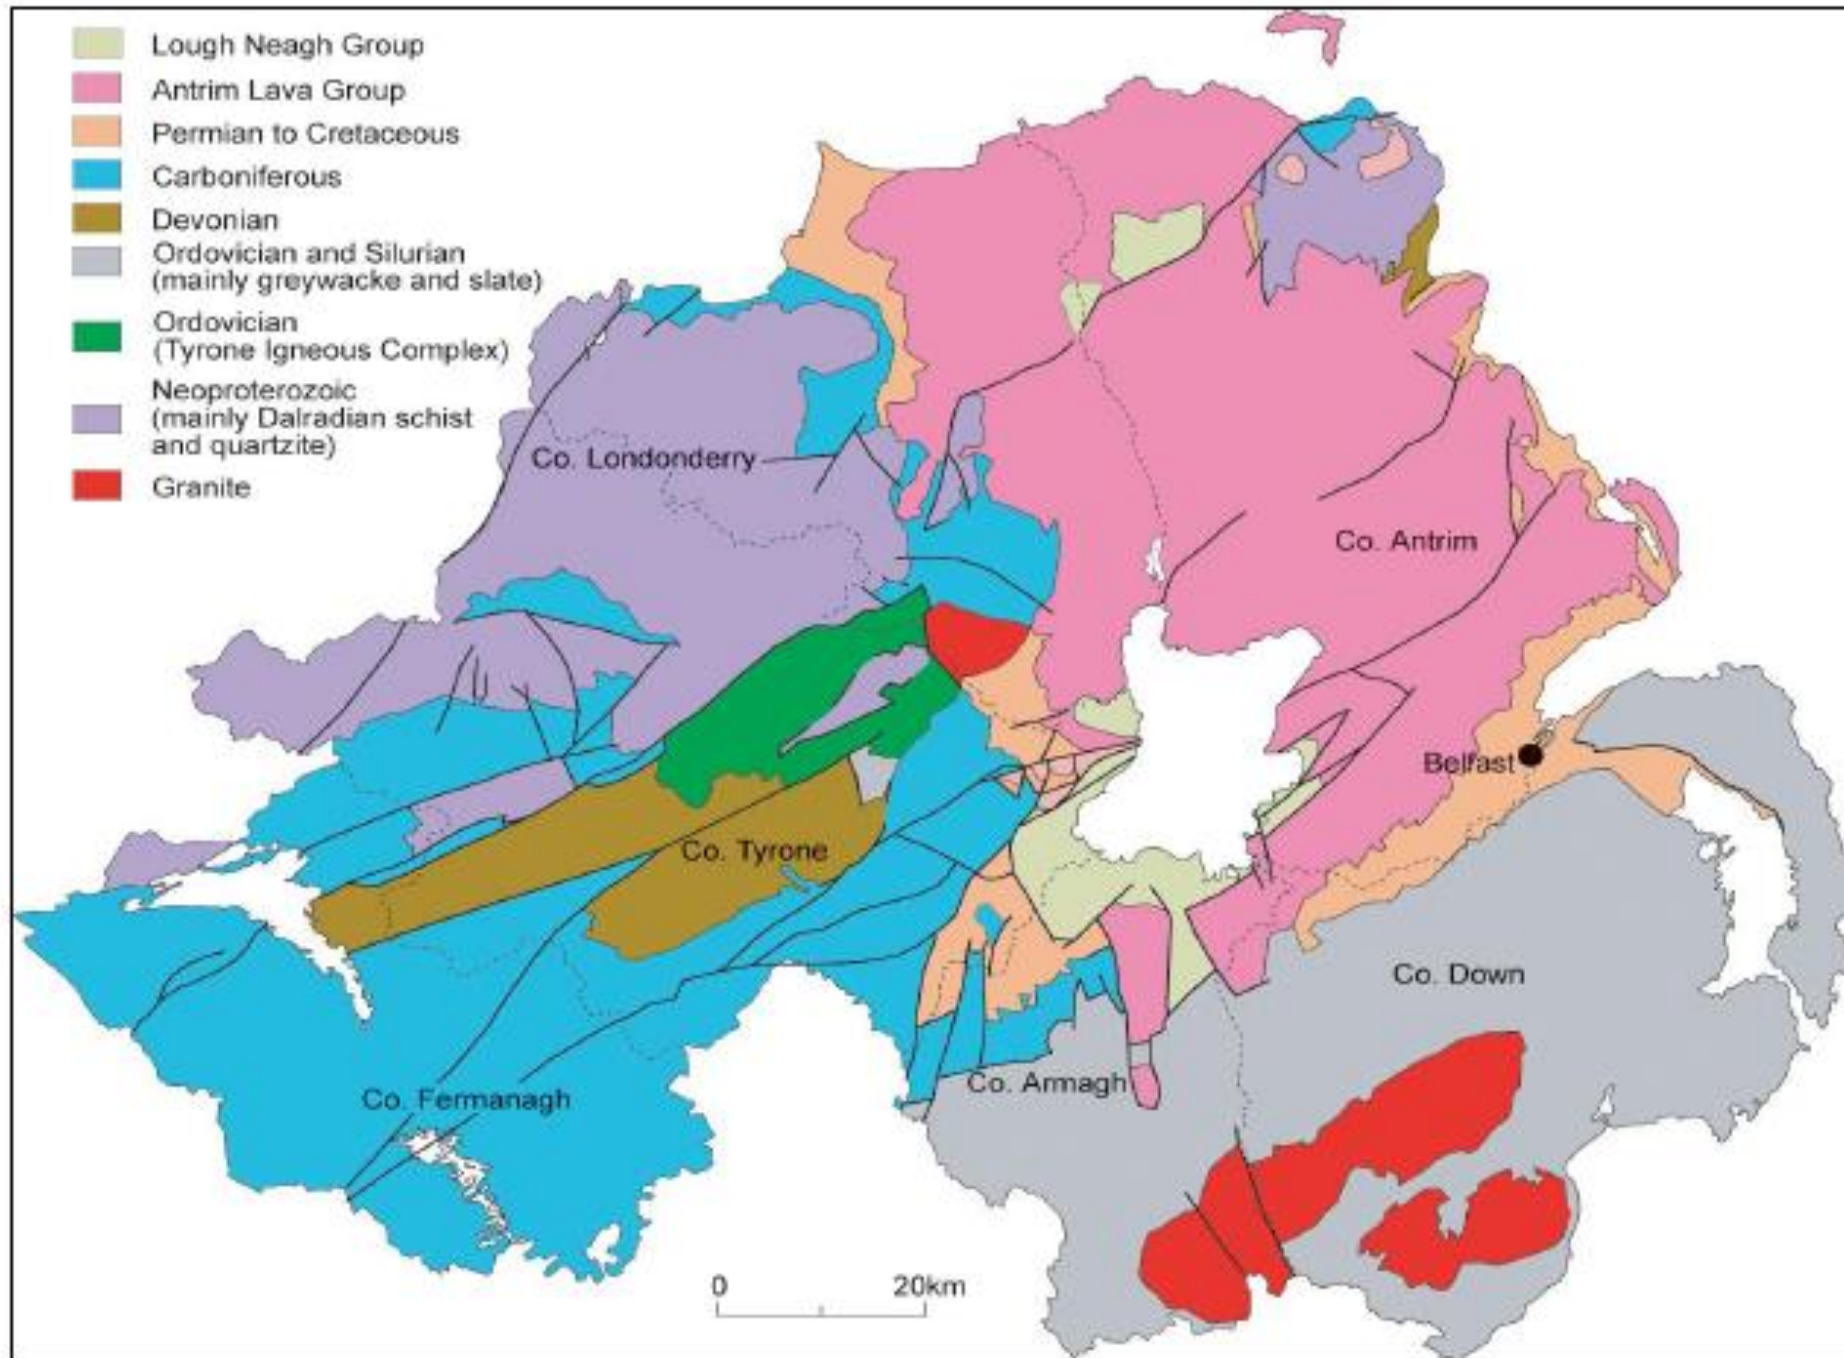 Lough Neagh Group
Antrim Lava Group
Permian to Cretaceous
Carboniferous
Devonian
Ordovician and Silurian
(mainly greywacke and slate)
Ordovician
(Tyrone Igneous Complex)
Neoproterozoic
(mainly Dalradian schist
and quartzite)
Granite
Co. Londonderry
Co. Antrim
Belfast
Co. Tyrone
Co. Down
Co. Armagh
Co. Fermanagh
0 20km